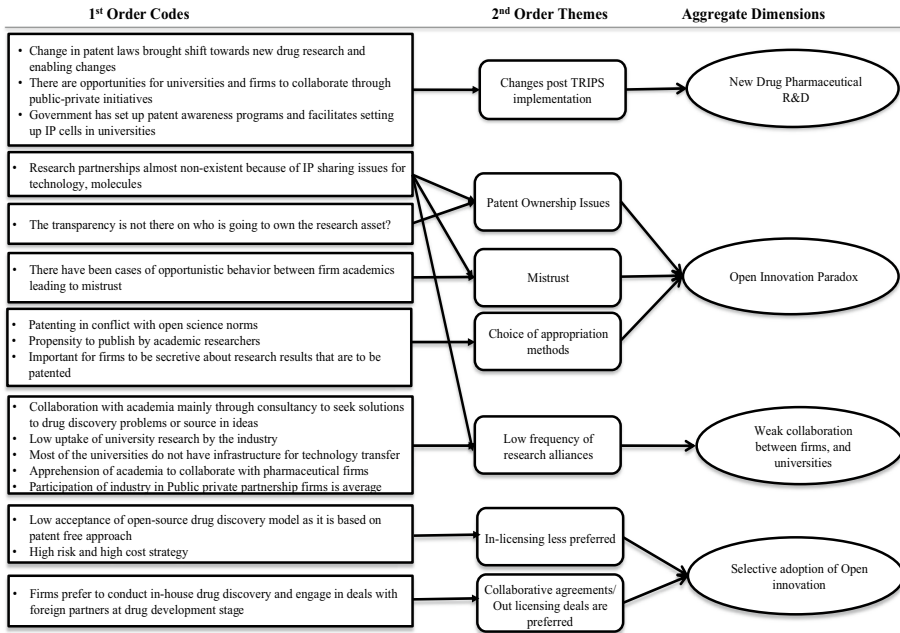 1st Order Codes
2nd Order Themes
Aggregate Dimensions
• Change in patent laws brought shift towards new drug research and
enabling changes
• There are opportunities for universities and firms to collaborate through
public-private initiatives
• Government has set up patent awareness programs and facilitates setting
up IP cells in universities
Changes post TRIPS
implementation
New Drug Pharmaceutical
R&D
• Research partnerships almost non-existent because of IP sharing issues for
technology, molecules
• The transparency is not there on who is going to own the research asset?
Patent Ownership Issues
• There have been cases of opportunistic behavior between firm academics
leading to mistrust
Mistrust
Open Innovation Paradox
• Patenting in conflict with open science norms
• Propensity to publish by academic researchers
• Important for firms to be secretive about research results that are to be
patented
Choice of appropriation
methods
• Collaboration with academia mainly through consultancy to seek solutions
to drug discovery problems or source in ideas
• Low uptake of university research by the industry
• Most of the universities do not have infrastructure for technology transfer
• Apprehension of academia to collaborate with pharmaceutical firms
• Participation of industry in Public private partnership firms is average
Low frequency of
research alliances
Weak collaboration
between firms, and
universities
• Low acceptance of open-source drug discovery model as it is based on
patent free approach
• High risk and high cost strategy
In-licensing less preferred
• Firms prefer to conduct in-house drug discovery and engage in deals with
foreign partners at drug development stage
Collaborative agreements/
Out licensing deals are
preferred
Selective adoption of Open
innovation